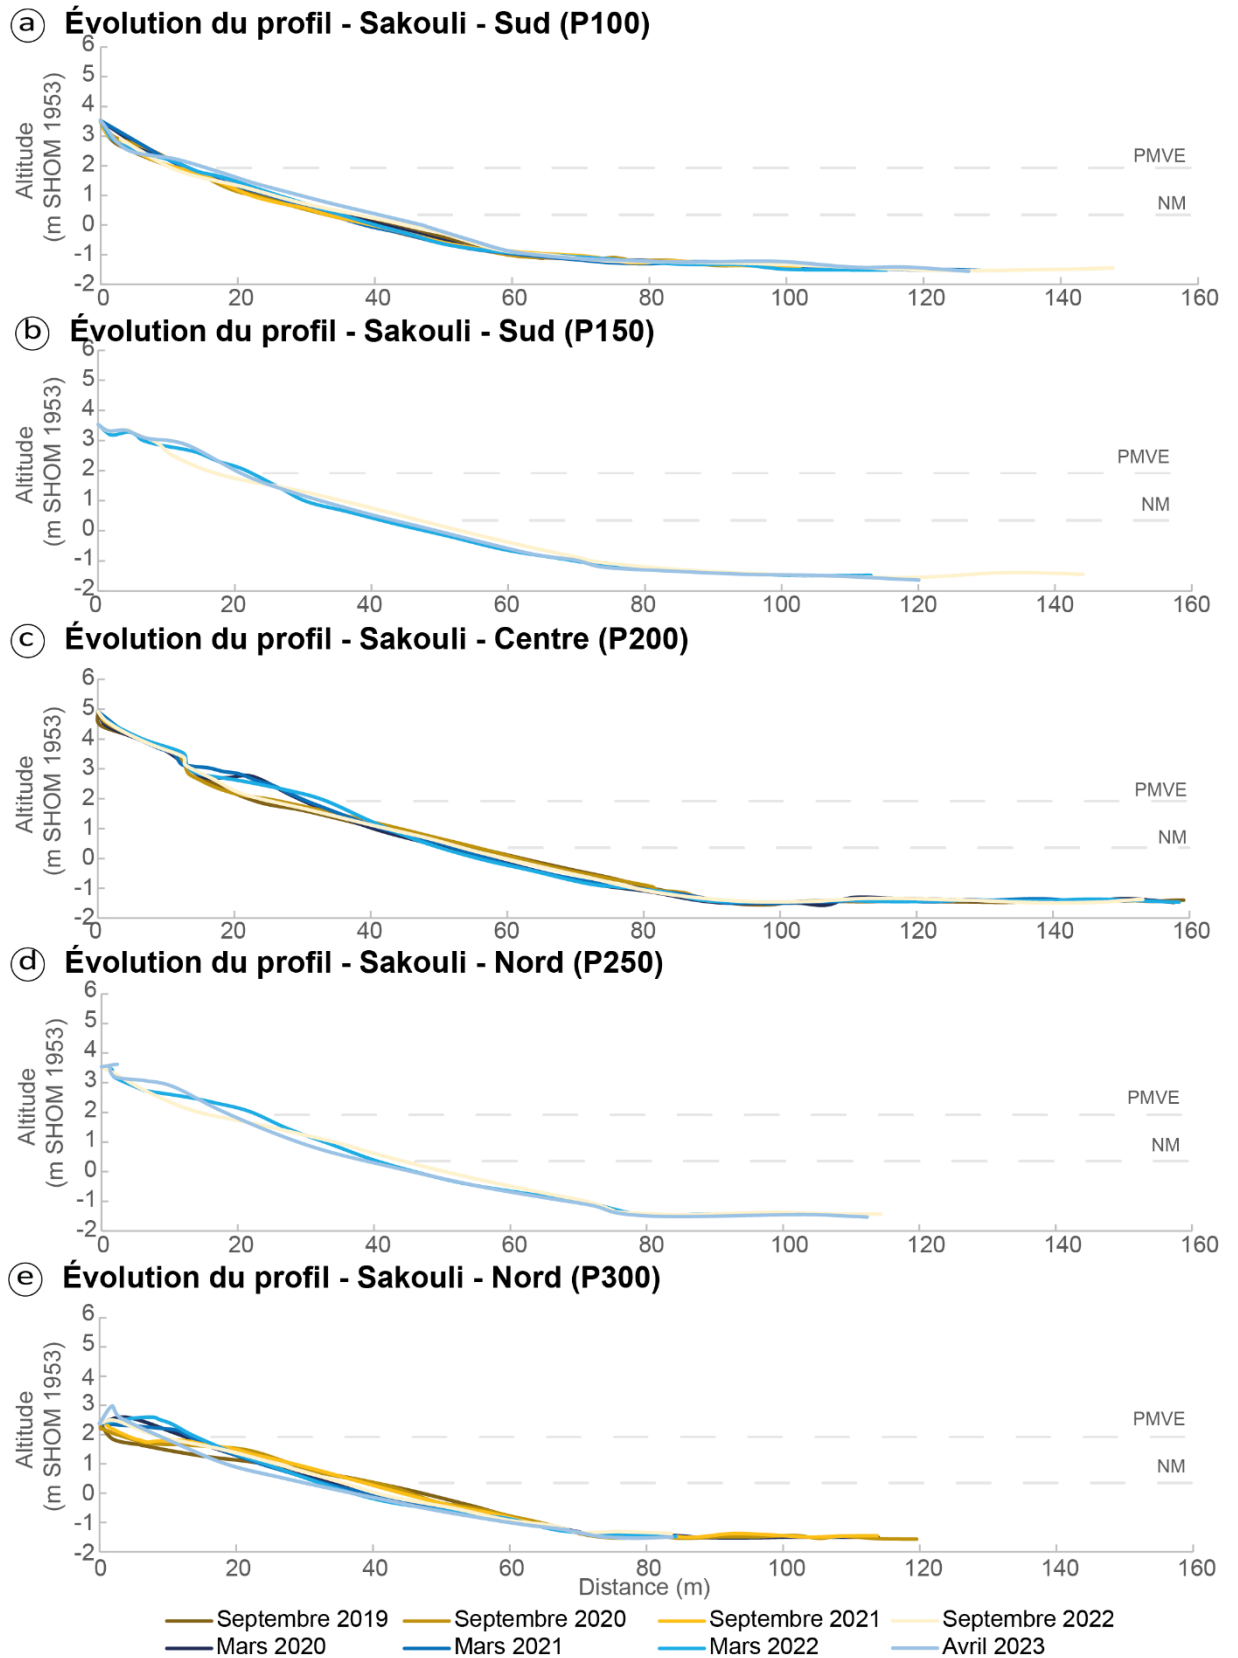 a Évolution du profil - Sakouli - Sud (P100)
Altitude
(m SHOM 1953)
6
5
4
3
2
1
0
-1
-2
PMVE
NM
0 20 40 60 80 100 120 140 160
b Évolution du profil - Sakouli - Sud (P150)
Altitude
(m SHOM 1953)
6
5
4
3
2
1
0
-1
-2
PMVE
NM
0 20 40 60 80 100 120 140 160
c Évolution du profil - Sakouli - Centre (P200)
Altitude
(m SHOM 1953)
6
5
4
3
2
1
0
-1
-2
PMVE
NM
0 20 40 60 80 100 120 140 160
d Évolution du profil - Sakouli - Nord (P250)
Altitude
(m SHOM 1953)
6
5
4
3
2
1
0
-1
-2
PMVE
NM
0 20 40 60 80 100 120 140 160
e Évolution du profil - Sakouli - Nord (P300)
Altitude
(m SHOM 1953)
6
5
4
3
2
1
0
-1
-2
PMVE
NM
0 20 40 60 80 100 120 140 160
Distance (m)
Septembre 2019 Septembre 2020 Septembre 2021 Septembre 2022
Mars 2020 Mars 2021 Mars 2022 Avril 2023